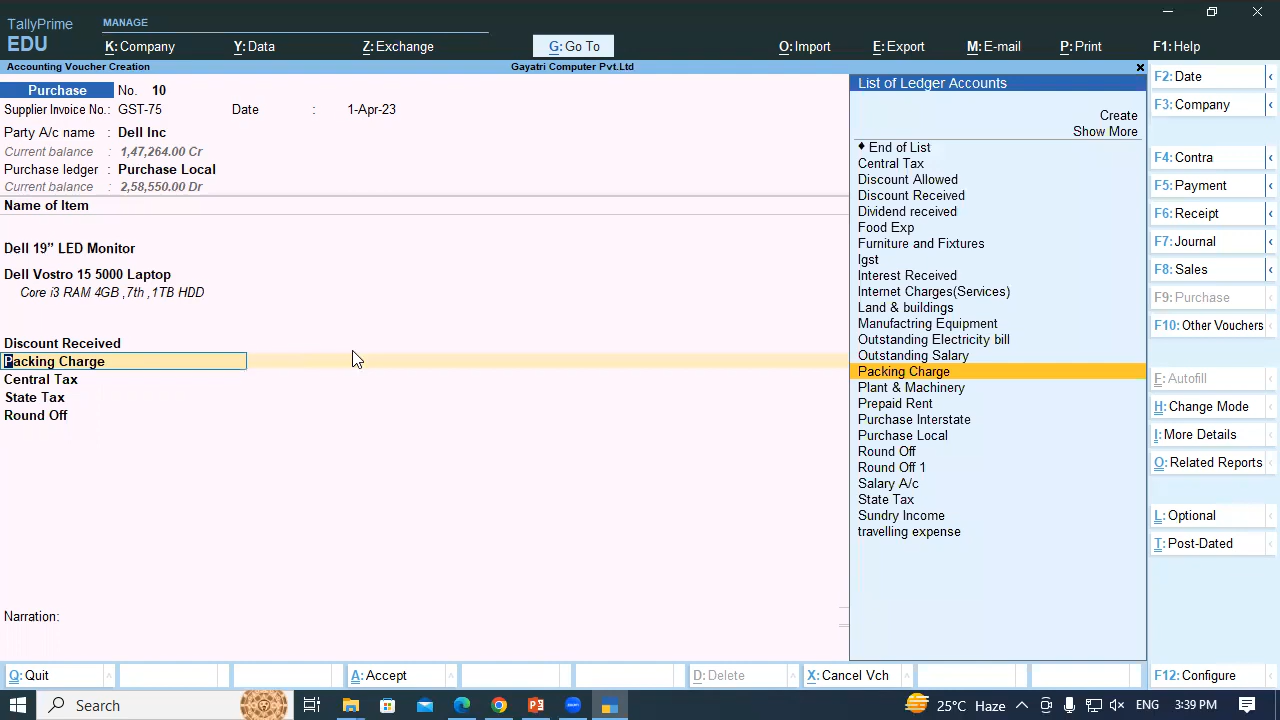 TallyPrime
EDU
MANAGE
K: Company
Y: Data
Z: Exchange
G: Go To
O: Import
E: Export
M: E-mail
P: Print
F1: Help
Accounting Voucher Creation
Gayatri Computer Pvt.Ltd
Purchase No. 10
Supplier Invoice No.: GST-75 Date : 1-Apr-23
Party A/c name : Dell Inc
Current balance : 1,47,264.00 Cr
Purchase ledger : Purchase Local
Current balance : 2,58,550.00 Dr
Name of Item
Dell 19” LED Monitor
Dell Vostro 15 5000 Laptop
Core i3 RAM 4GB ,7th ,1TB HDD
Discount Received
Packing Charge
Central Tax
State Tax
Round Off
Narration:
List of Ledger Accounts
Create
Show More
♦ End of List
Central Tax
Discount Allowed
Discount Received
Dividend received
Food Exp
Furniture and Fixtures
Igst
Interest Received
Internet Charges(Services)
Land & buildings
Manufactring Equipment
Outstanding Electricity bill
Outstanding Salary
Packing Charge
Plant & Machinery
Prepaid Rent
Purchase Interstate
Purchase Local
Round Off
Round Off 1
Salary A/c
State Tax
Sundry Income
travelling expense
F2: Date
F3: Company
F4: Contra
F5: Payment
F6: Receipt
F7: Journal
F8: Sales
F9: Purchase
F10: Other Vouchers
F: Autofill
H: Change Mode
I: More Details
O: Related Reports
L: Optional
T: Post-Dated
F12: Configure
Q: Quit
A: Accept
D: Delete
X: Cancel Vch
Search
25°C Haze
ENG
3:39 PM